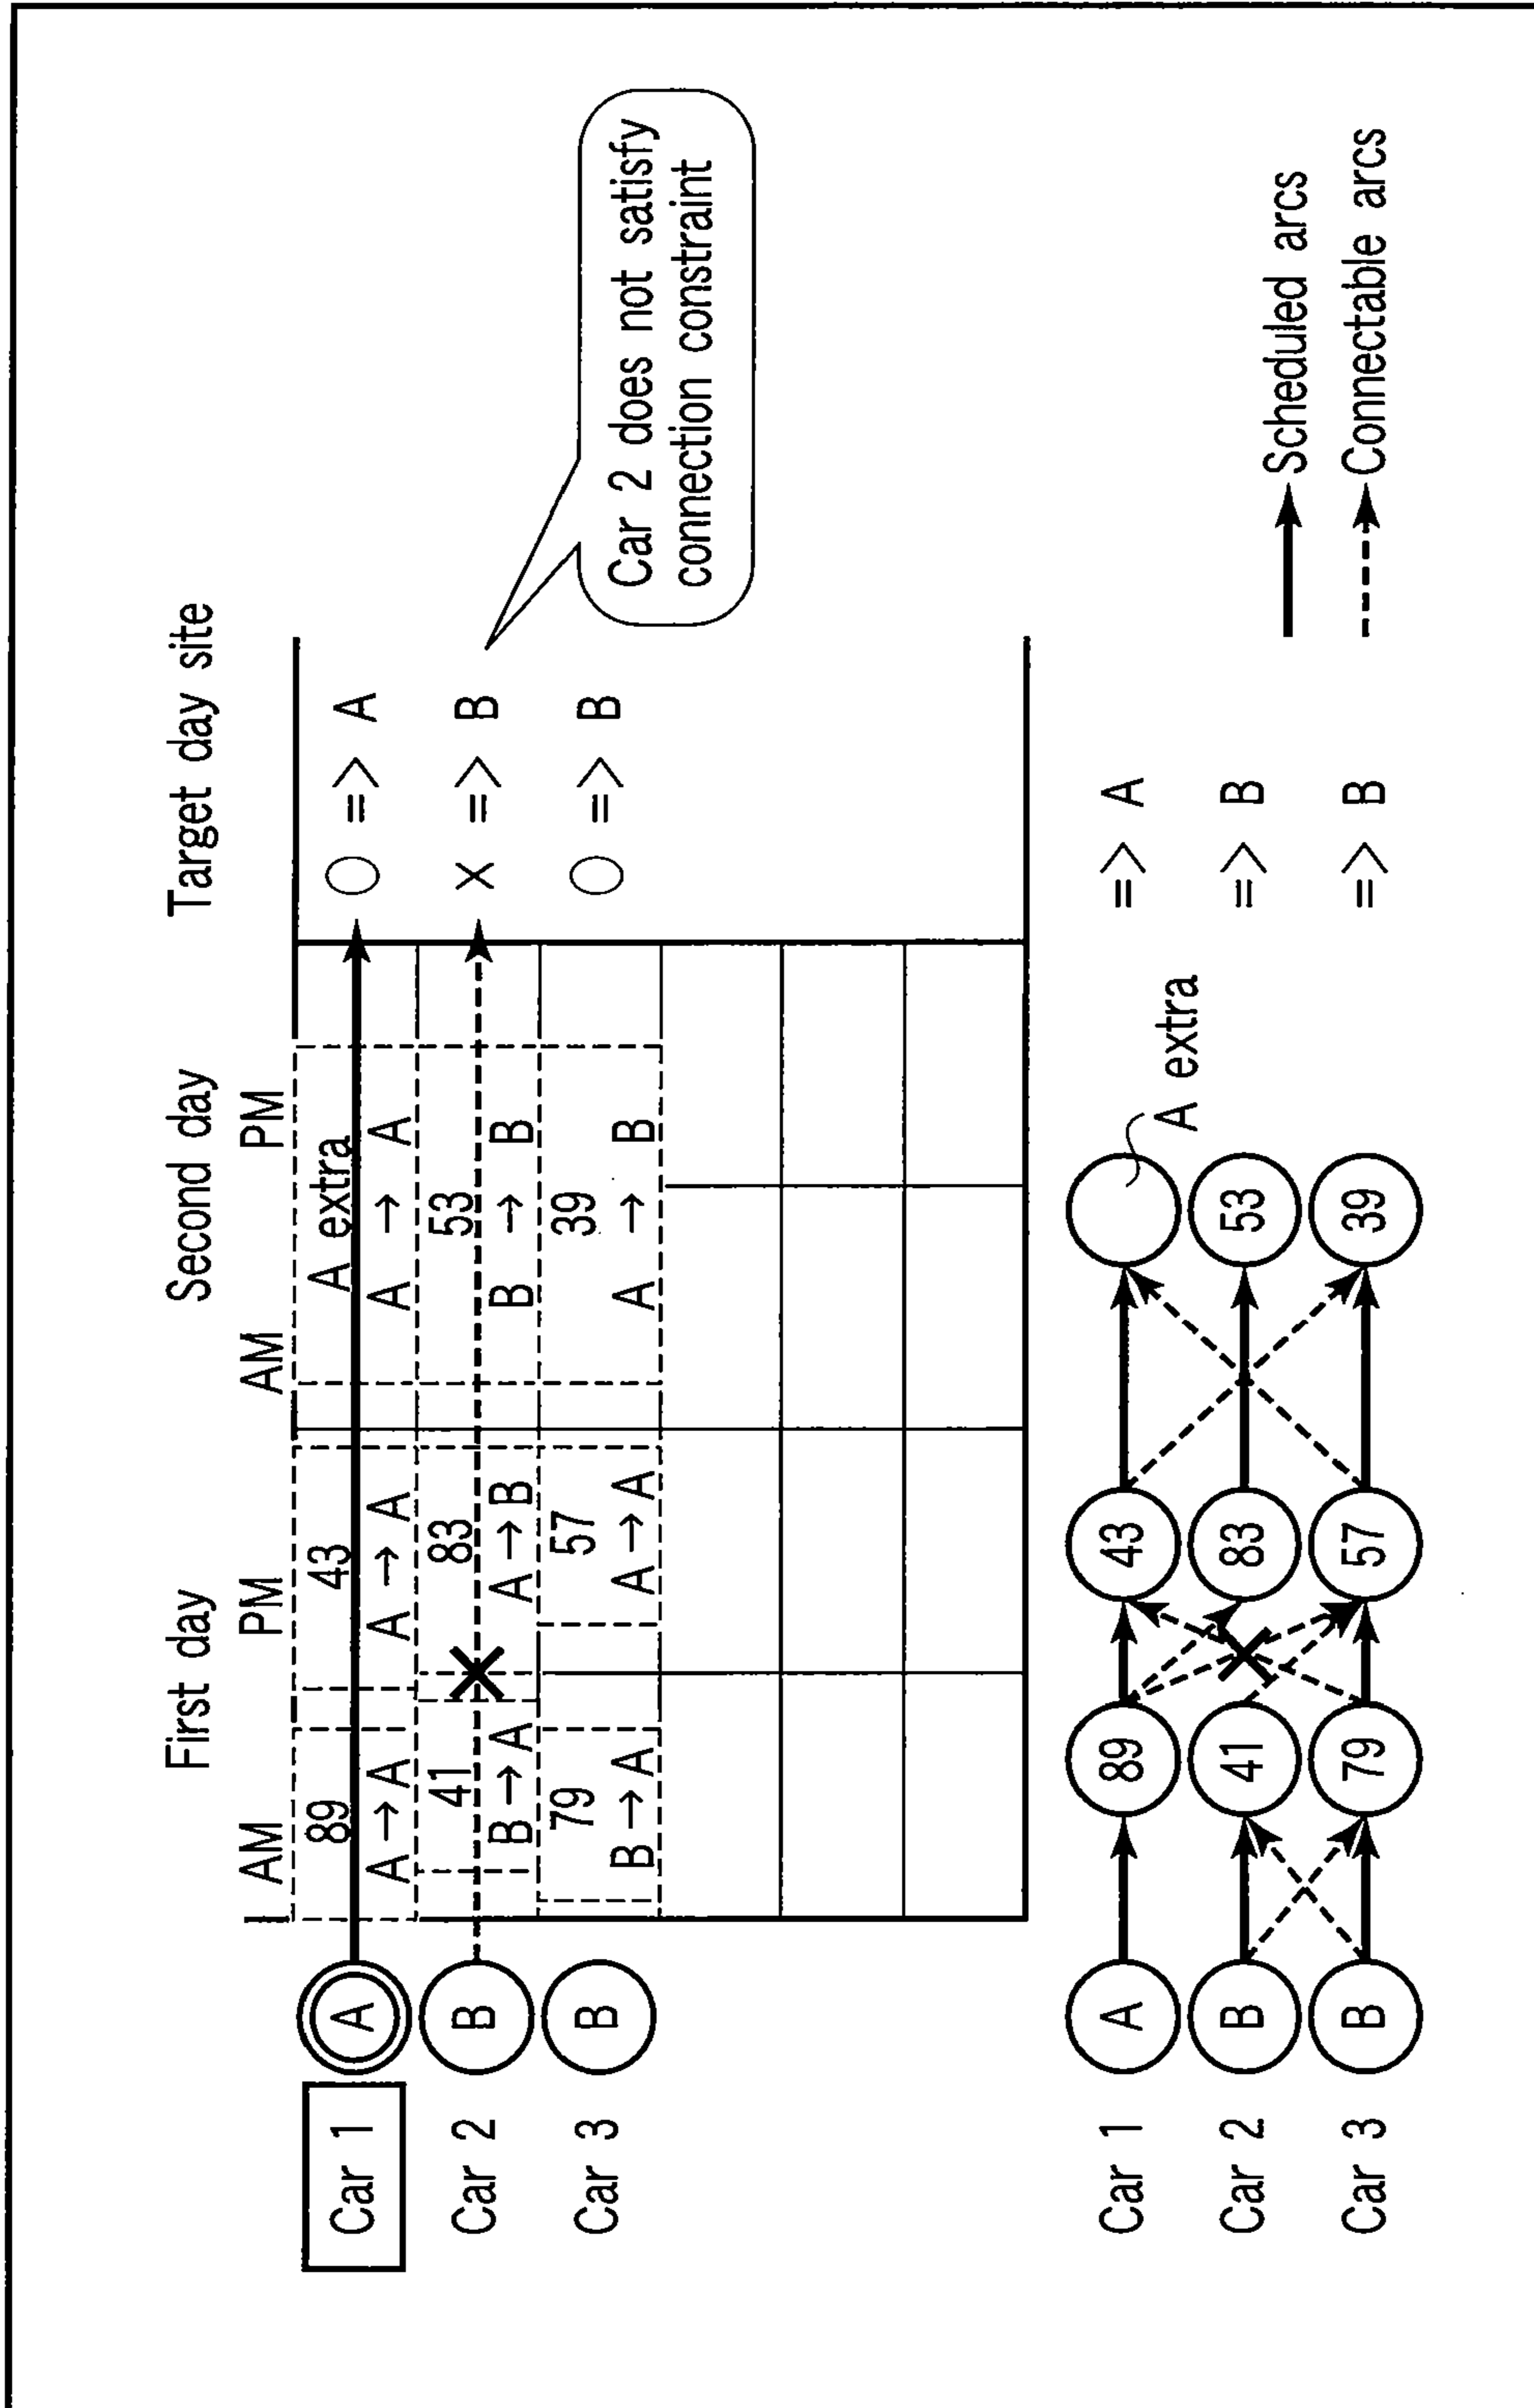 First day Second day Target day site
AM PM AM PM
Car 1 A 89 43 A extra ○ => A
A→A A → A A → A
Car 2 B 41 83 53 X => B
B→A A→B B → B
Car 3 B 79 57 39 ○ => B
B→A A→A A → B
Car 2 does not satisfy
connection constraint
A extra
Car 1 A 89 43 => A
Car 2 B 41 83 53 => B
Car 3 B 79 57 39 => B
Scheduled arcs
Connectable arcs